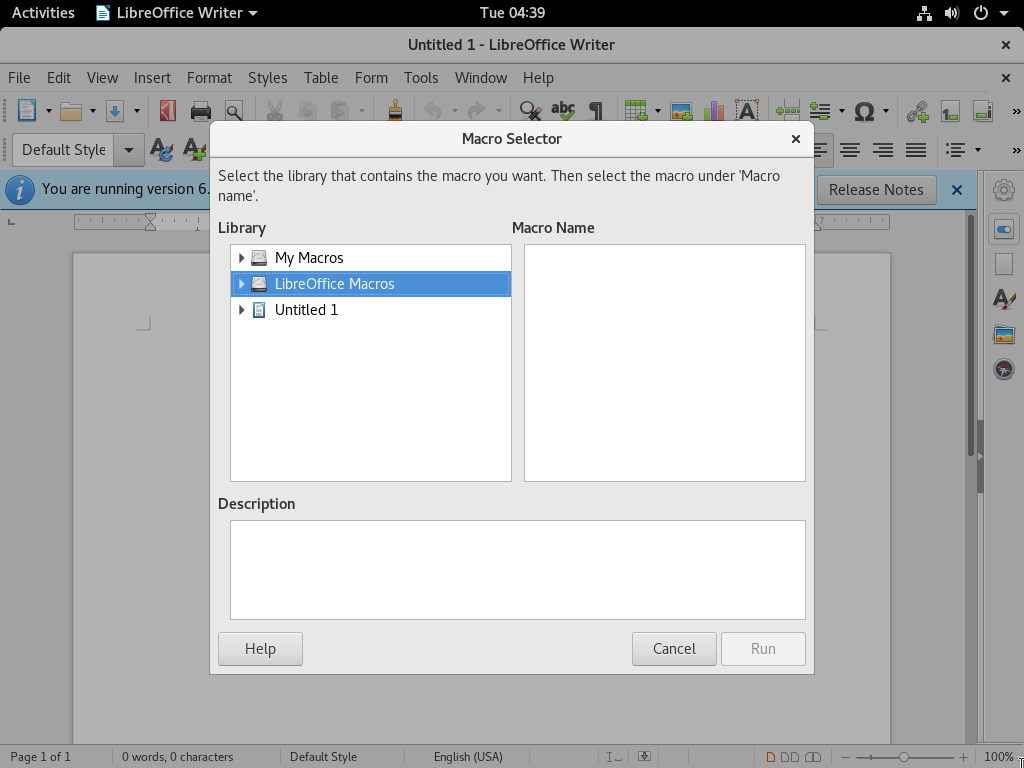 Activities LibreOffice Writer Tue 04:39
Untitled 1 - LibreOffice Writer
File Edit View Insert Format Styles Table Form Tools Window Help
Default Style
Macro Selector
You are running version 6.
Release Notes
Select the library that contains the macro you want. Then select the macro under 'Macro
name'.
Library Macro Name
My Macros
LibreOffice Macros
Untitled 1
Description
Help Cancel Run
Page 1 of 1 0 words, 0 characters Default Style English (USA) 100%